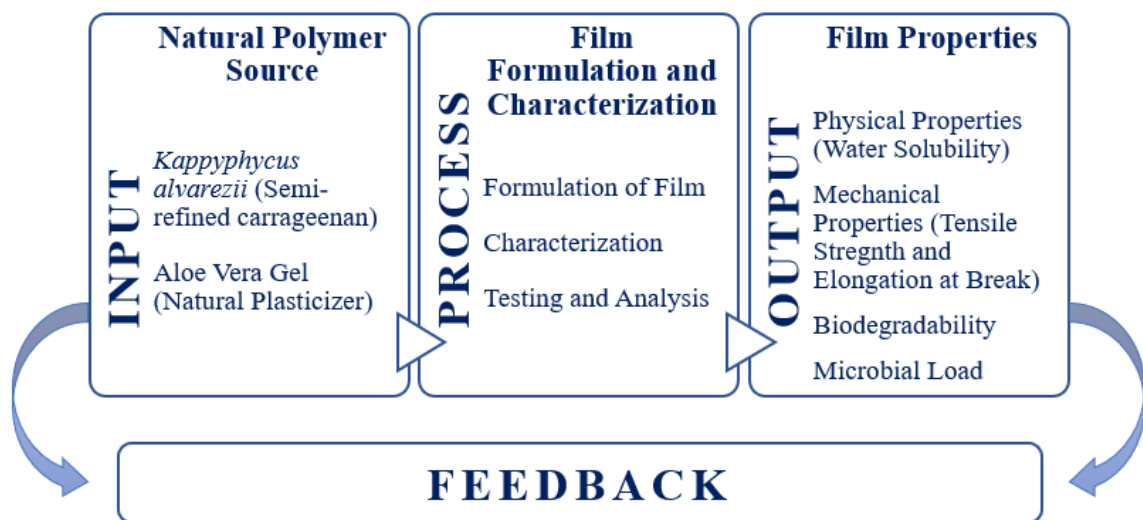 INPUT
Natural Polymer
Source
Kappyphycus
alvarezii (Semi-
refined carrageenan)
Aloe Vera Gel
(Natural Plasticizer)
PROCESS
Film
Formulation and
Characterization
Formulation of Film
Characterization
Testing and Analysis
OUTPUT
Film Properties
Physical Properties
(Water Solubility)
Mechanical
Properties (Tensile
Stregnth and
Elongation at Break)
Biodegradability
Microbial Load
FEEDBACK